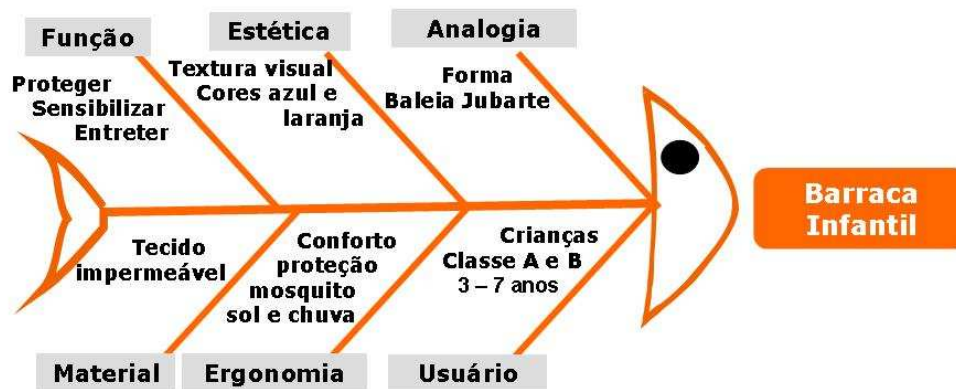 Função
Estética
Analogia
Proteger
Sensibilizar
Entreter
Textura visual
Cores azul e
laranja
Forma
Baleia Jubarte
Barraca
Infantil
Tecido
impermeável
Conforto
proteção
mosquito
sol e chuva
Crianças
Classe A e B
3 – 7 anos
Material
Ergonomia
Usuário